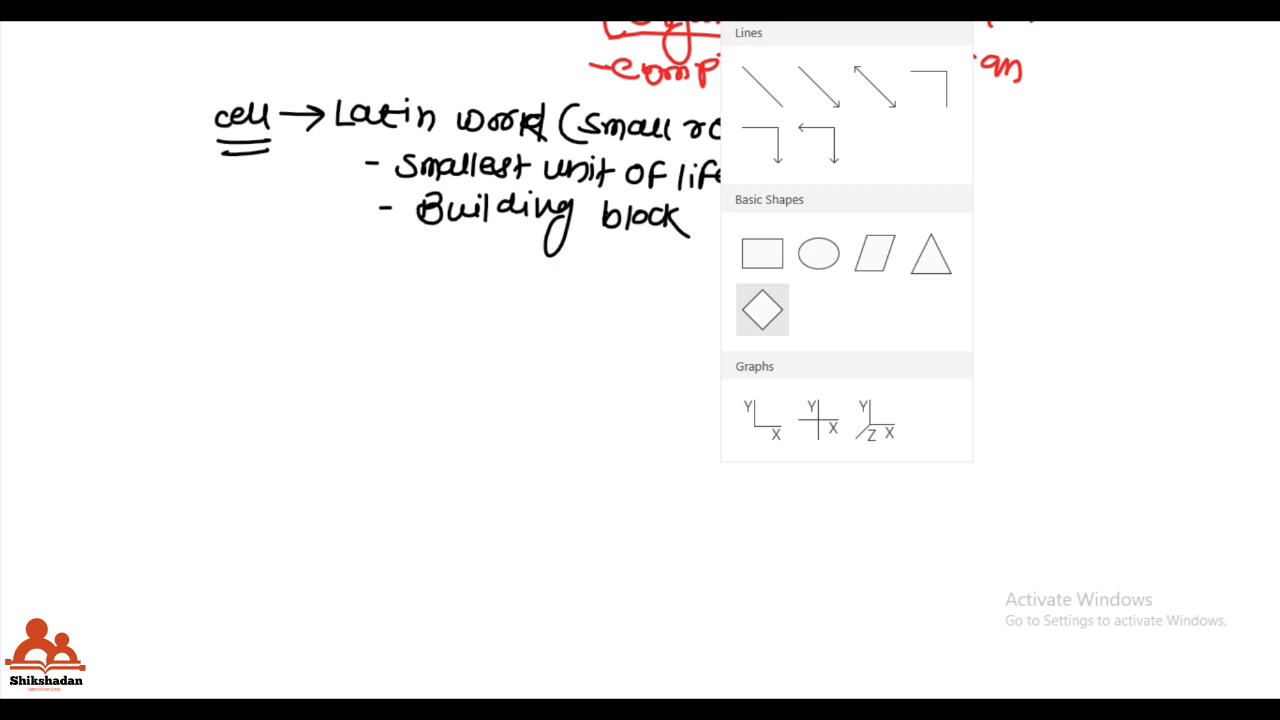 Lines
cell → Latin word (small
- smallest unit of life
- Building block
Basic Shapes
Graphs
Y X
Y X
Y Z X
Activate Windows
Go to Settings to activate Windows.
Shikshadan